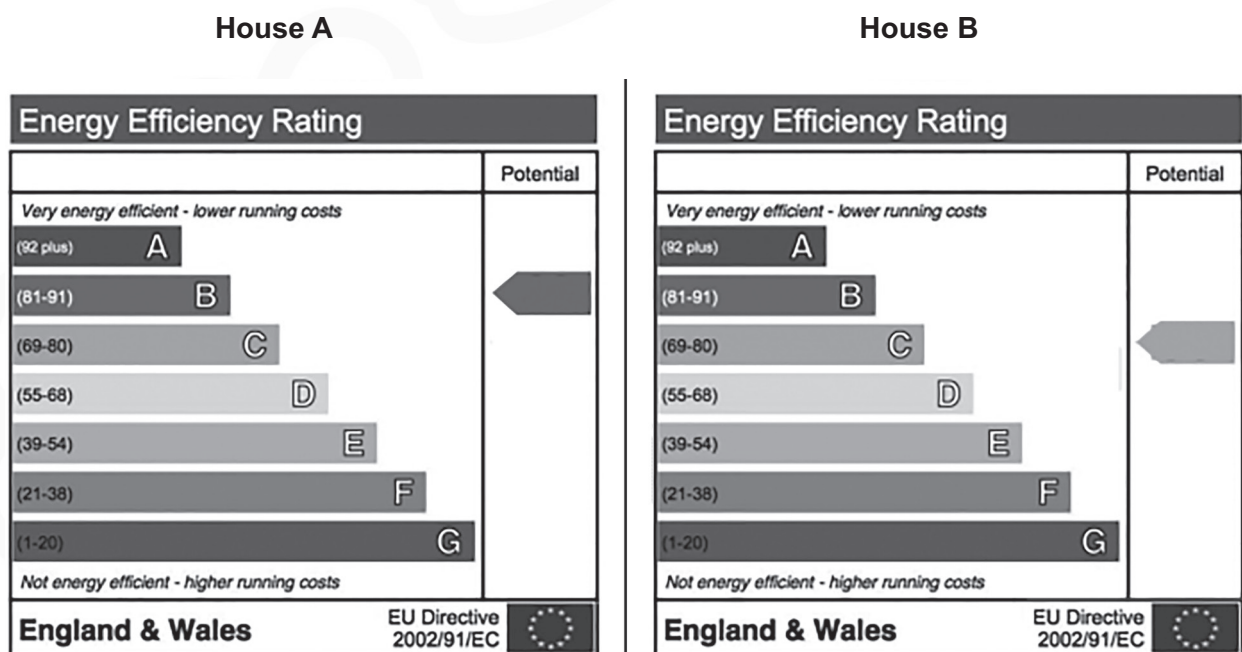 House A
Energy Efficiency Rating
Potential
Very energy efficient - lower running costs
(92 plus) A
(81-91) B
(69-80) C
(55-68) D
(39-54) E
(21-38) F
(1-20) G
Not energy efficient - higher running costs
England & Wales
EU Directive
2002/91/EC
House B
Energy Efficiency Rating
Potential
Very energy efficient - lower running costs
(92 plus) A
(81-91) B
(69-80) C
(55-68) D
(39-54) E
(21-38) F
(1-20) G
Not energy efficient - higher running costs
England & Wales
EU Directive
2002/91/EC